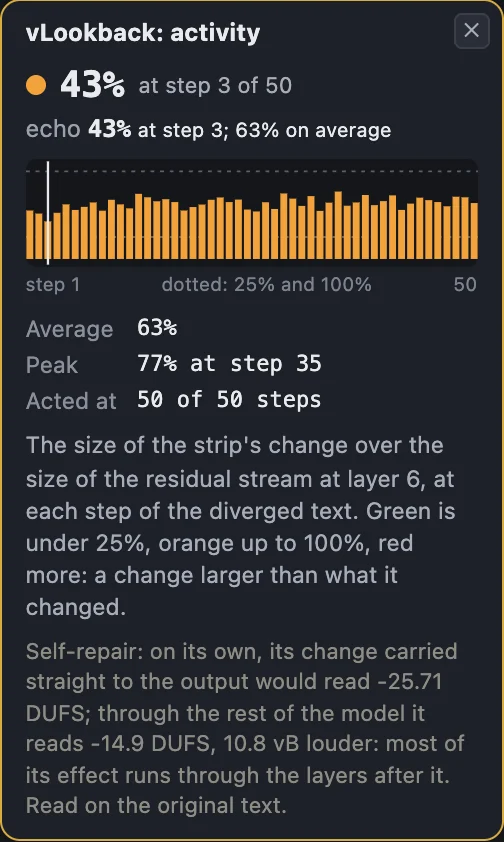 vLookback: activity
43% at step 3 of 50
echo 43% at step 3; 63% on average
step 1 dotted: 25% and 100% 50
Average 63%
Peak 77% at step 35
Acted at 50 of 50 steps
The size of the strip's change over the
size of the residual stream at layer 6, at
each step of the diverged text. Green is
under 25%, orange up to 100%, red
more: a change larger than what it
changed.
Self-repair: on its own, its change carried
straight to the output would read -25.71
DUFS; through the rest of the model it
reads -14.9 DUFS, 10.8 vB louder: most of
its effect runs through the layers after it.
Read on the original text.